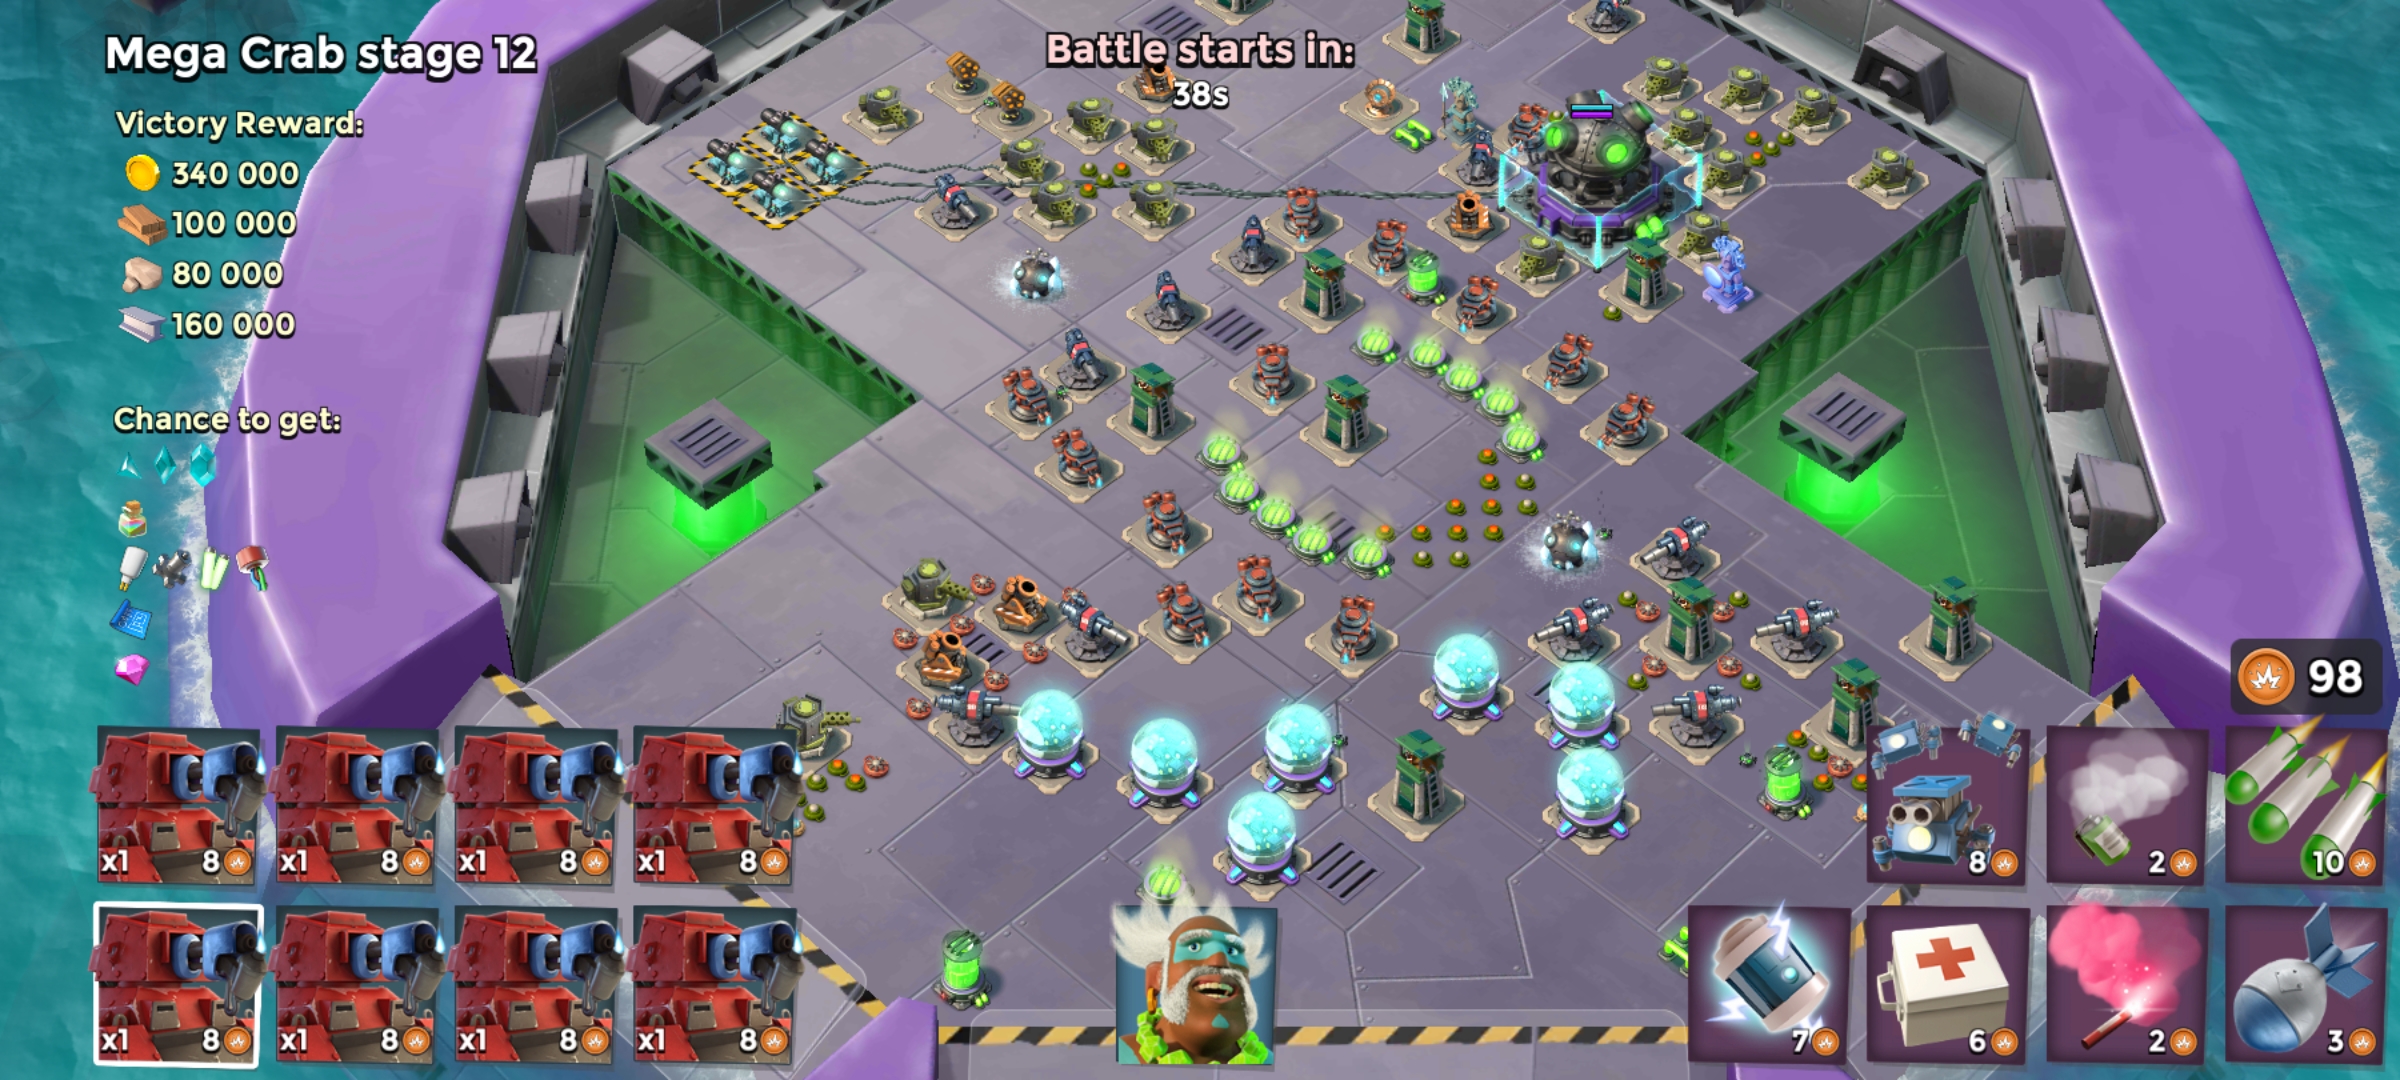 Mega Crab stage 12
Battle starts in:
38s
Victory Reward:
340 000
100 000
80 000
160 000
Chance to get:
98
x1 8
x1 8
x1 8
x1 8
8
2
10
x1 8
x1 8
x1 8
x1 8
7
6
2
3